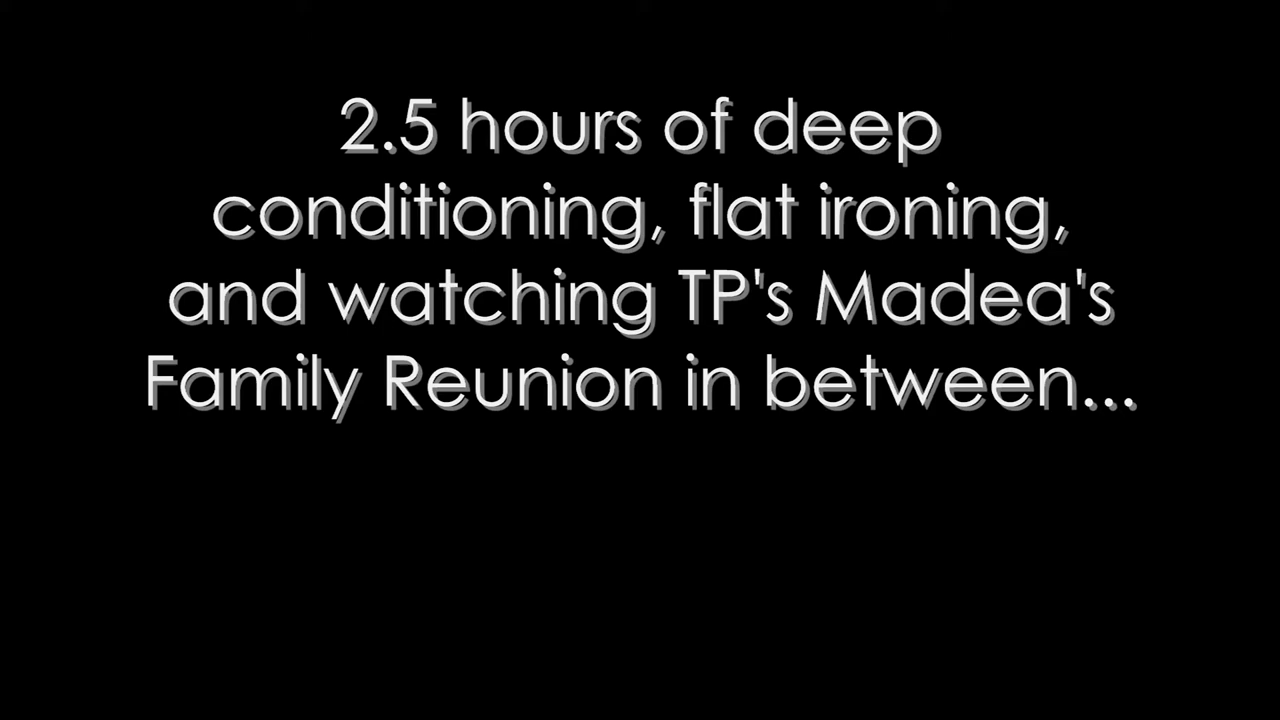 2.5 hours of deep
conditioning, flat ironing,
and watching TP's Madea's
Family Reunion in between...